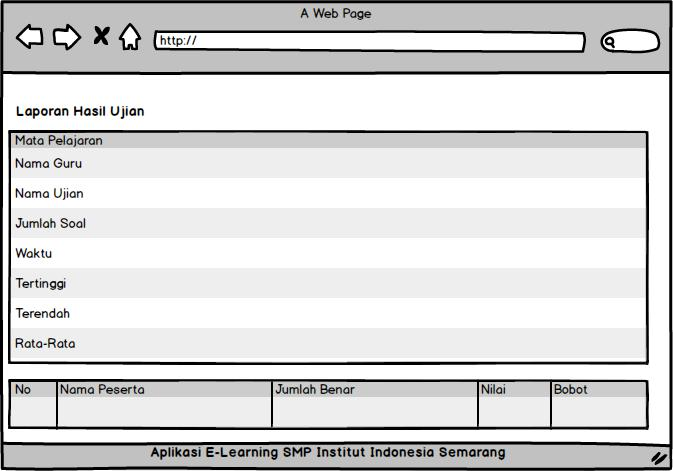 A Web Page
http://
Laporan Hasil Ujian
Mata Pelajaran
Nama Guru
Nama Ujian
Jumlah Soal
Waktu
Tertinggi
Terendah
Rata-Rata
No Nama Peserta Jumlah Benar Nilai Bobot
Aplikasi E-Learning SMP Institut Indonesia Semarang